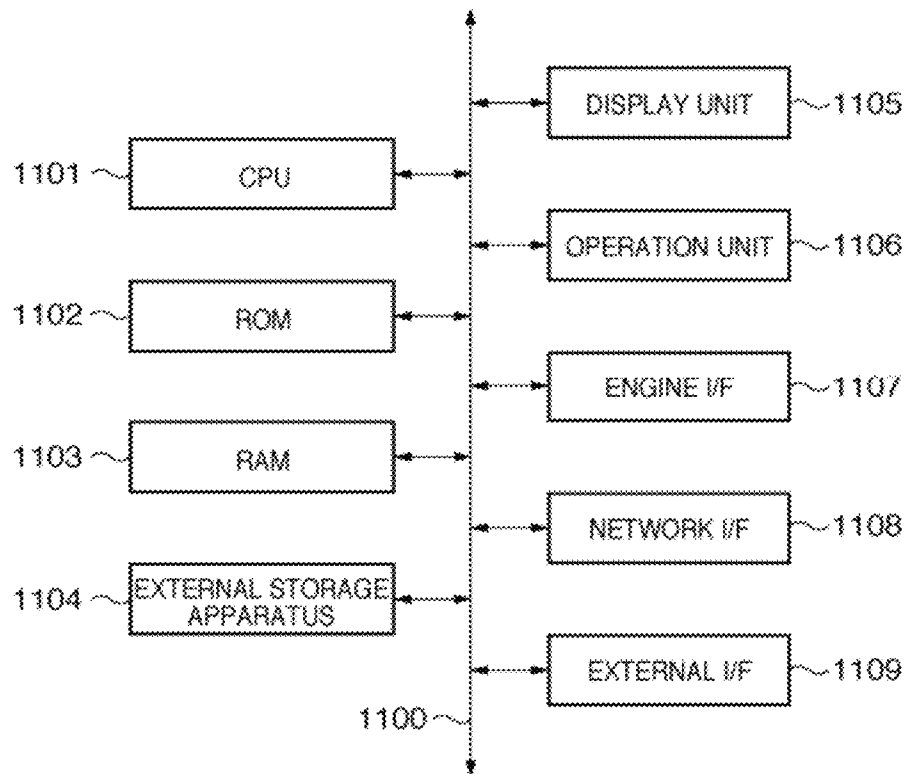 DISPLAY UNIT 1105
1101 CPU
OPERATION UNIT 1106
1102 ROM
ENGINE I/F 1107
1103 RAM
NETWORK I/F 1108
1104 EXTERNAL STORAGE
APPARATUS
EXTERNAL I/F 1109
1100